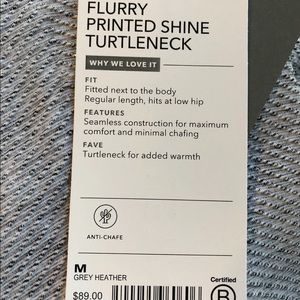 FLURRY
PRINTED SHINE
TURTLENECK
WHY WE LOVE IT
FIT
Fitted next to the body
Regular length, hits at low hip
FEATURES
Seamless construction for maximum
comfort and minimal chafing
FAVE
Turtleneck for added warmth
ANTI-CHAFE
M
GREY HEATHER
$89.00
Certified
B